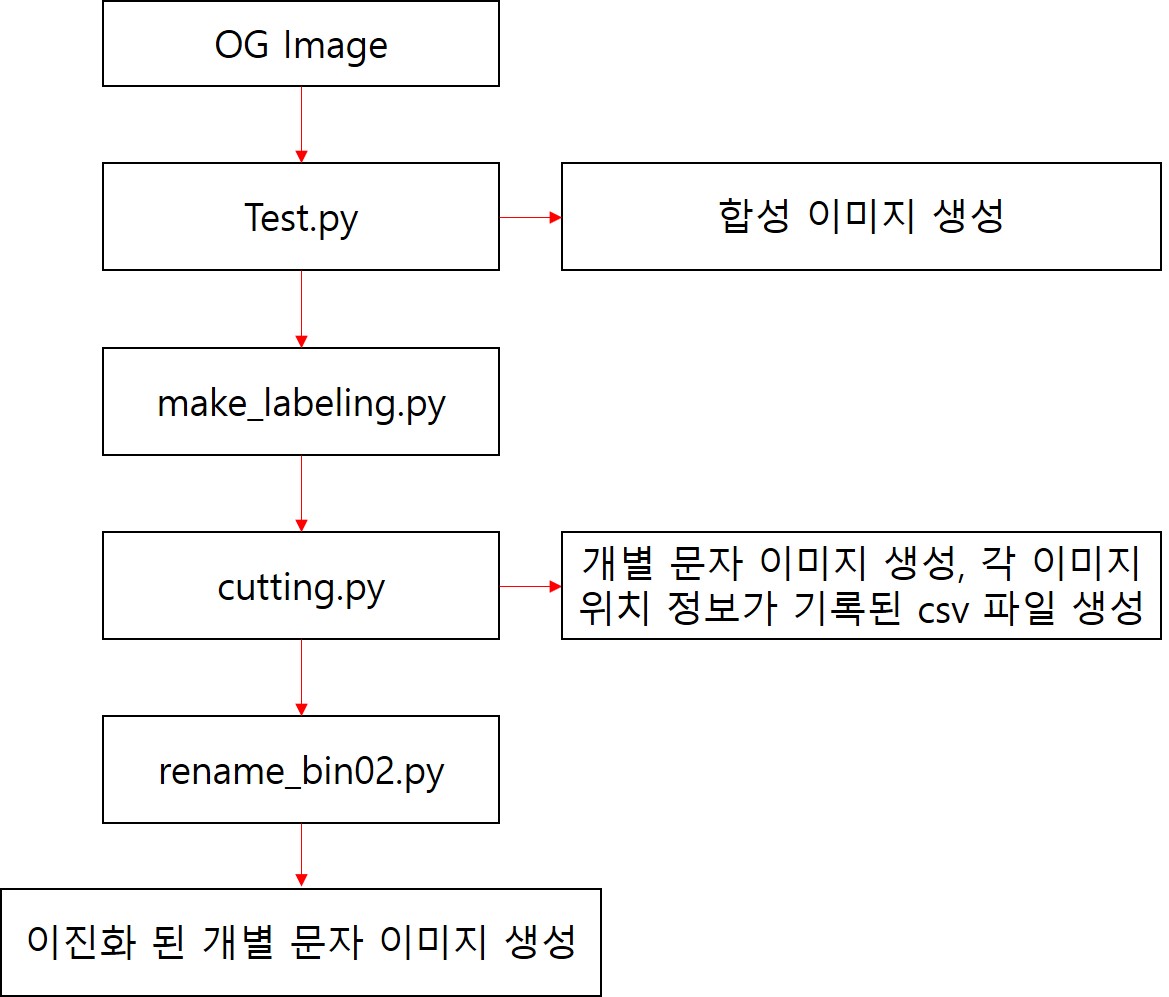 OG Image
Test.py
합성 이미지 생성
make_labeling.py
cutting.py
개별 문자 이미지 생성, 각 이미지
위치 정보가 기록된 csv 파일 생성
rename_bin02.py
이진화 된 개별 문자 이미지 생성